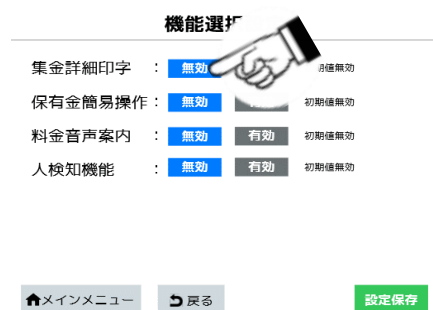 機能選択
集金詳細印字 : 無効 初期値無効
保有金簡易操作 : 無効 初期値無効
料金音声案内 : 無効 有効 初期値無効
人検知機能 : 無効 有効 初期値無効
メインメニュー 戻る 設定保存